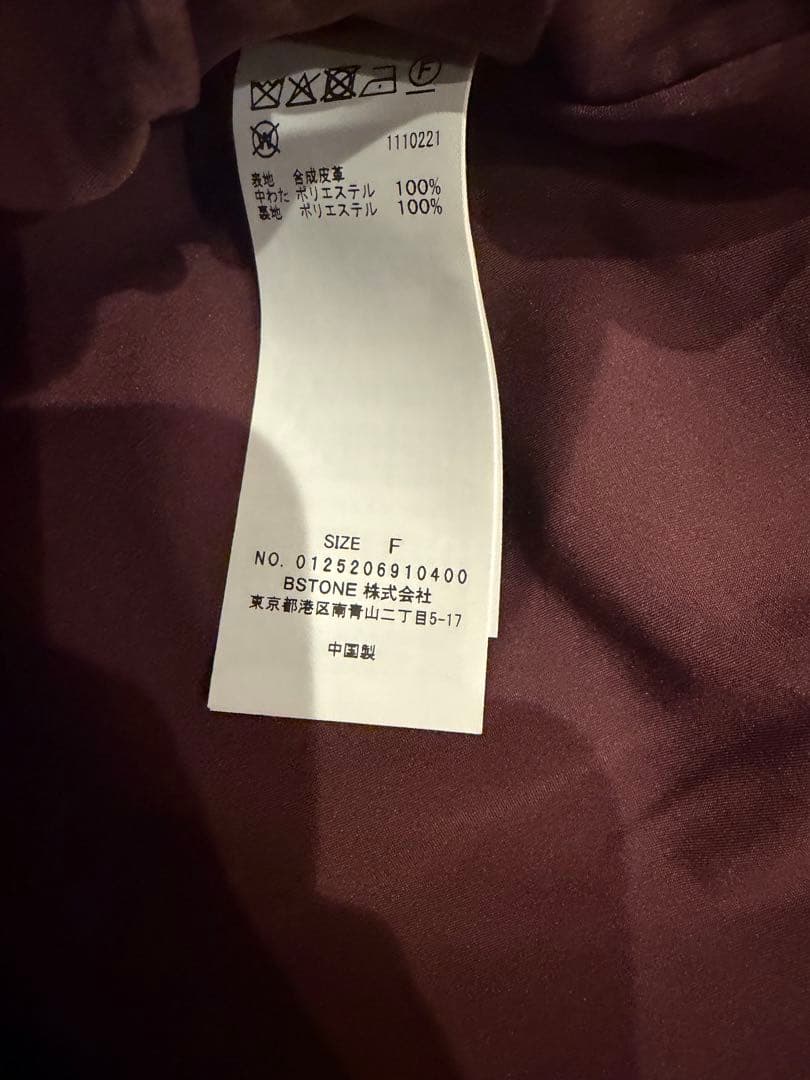 F
W
1110221
表地 合成皮革
中わた ポリエステル 100%
裏地 ポリエステル 100%
SIZE F
NO. 0125206910400
BSTONE 株式会社
東京都港区南青山二丁目5-17
中国製